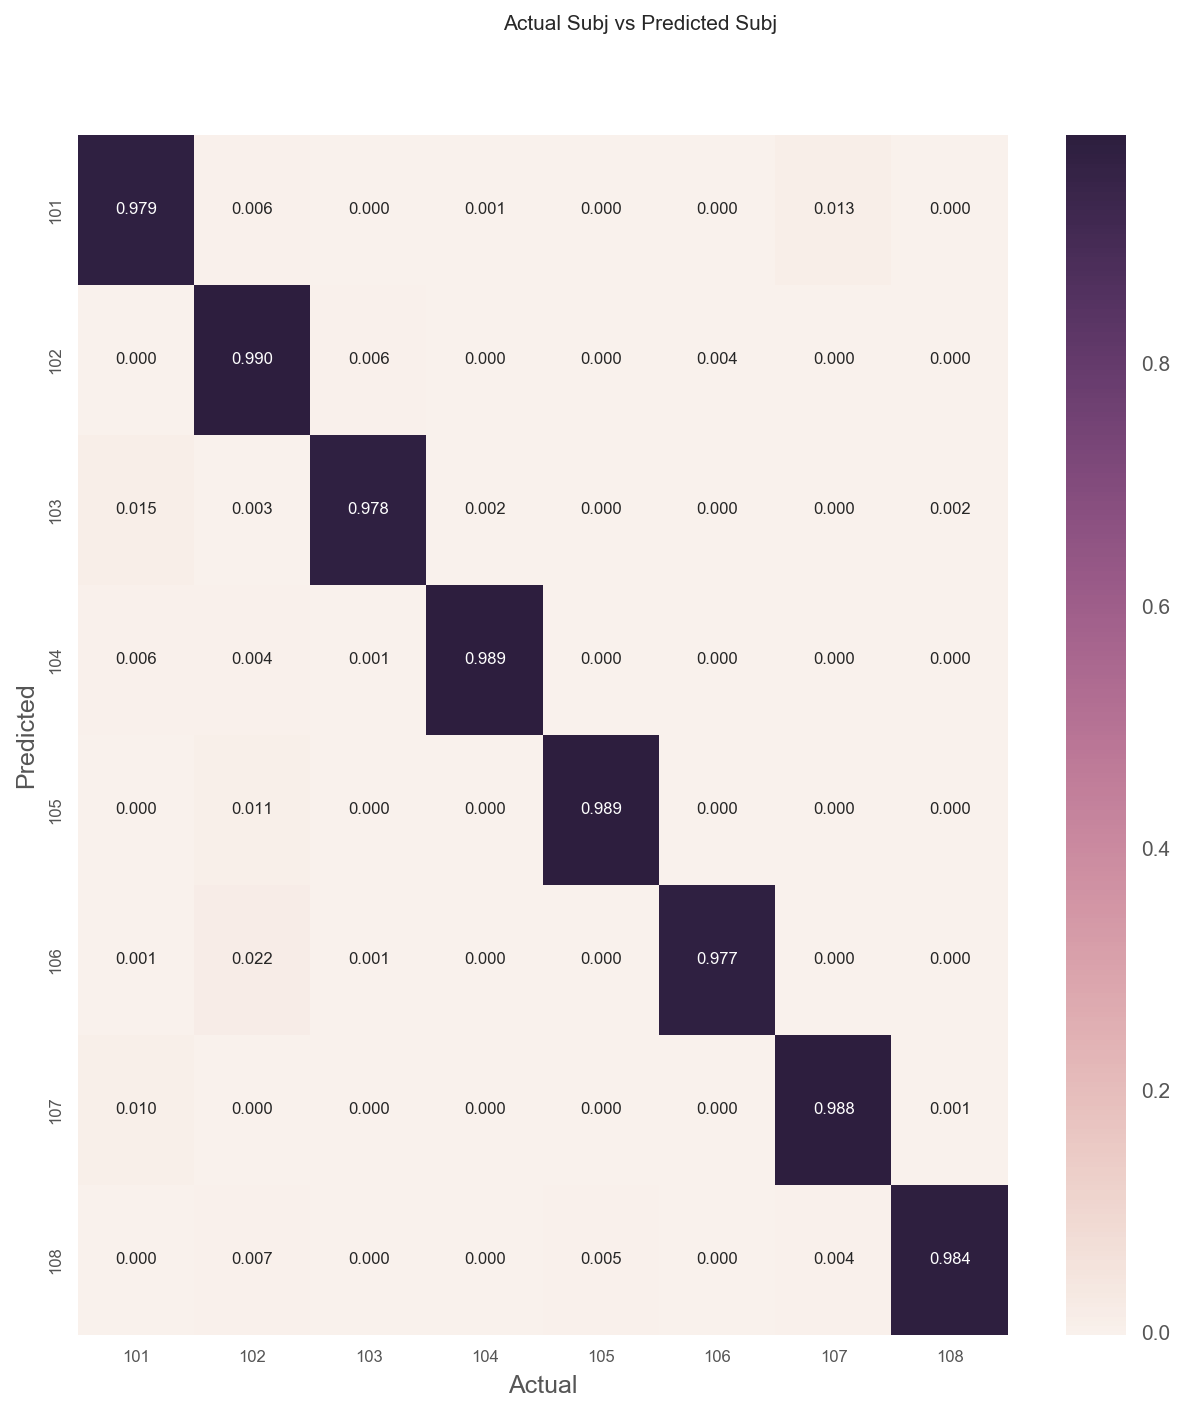 Actual Subj vs Predicted Subj
101 0.979 0.006 0.000 0.001 0.000 0.000 0.013 0.000
102 0.000 0.990 0.006 0.000 0.000 0.004 0.000 0.000
103 0.015 0.003 0.978 0.002 0.000 0.000 0.000 0.002
104 0.006 0.004 0.001 0.989 0.000 0.000 0.000 0.000
105 0.000 0.011 0.000 0.000 0.989 0.000 0.000 0.000
106 0.001 0.022 0.001 0.000 0.000 0.977 0.000 0.000
107 0.010 0.000 0.000 0.000 0.000 0.000 0.988 0.001
108 0.000 0.007 0.000 0.000 0.005 0.000 0.004 0.984
101 102 103 104 105 106 107 108
Actual
Predicted
0.8
0.6
0.4
0.2
0.0